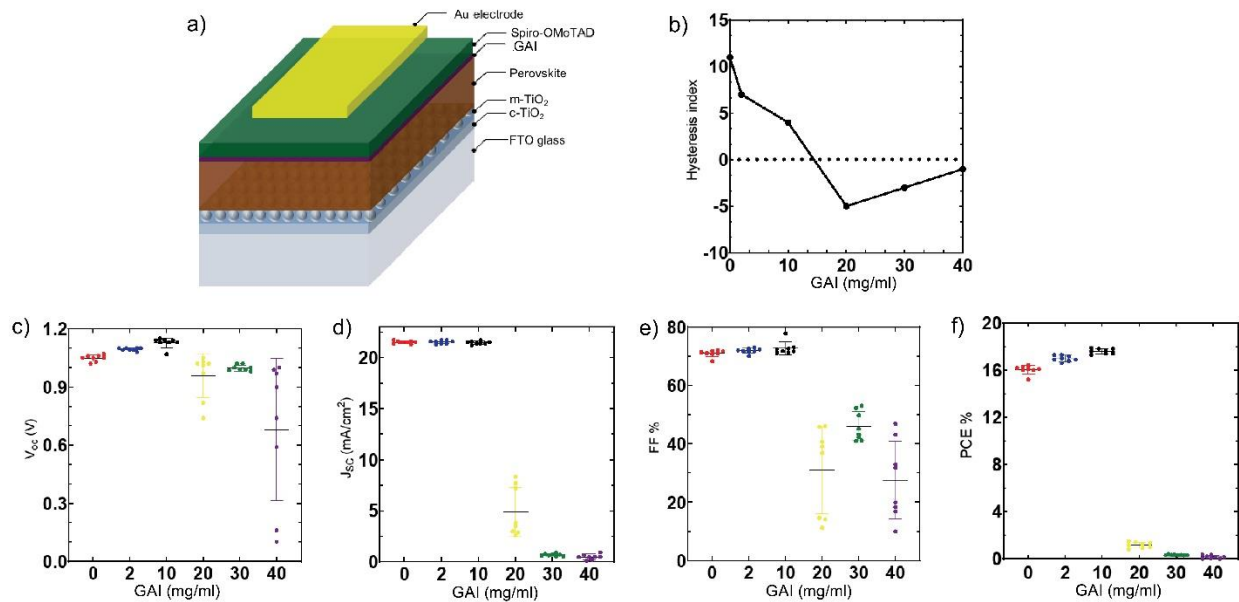 a)
Au electrode
Spiro-OMoTAD
.GAI
Perovskite
m-TiO₂
c-TiO₂
FTO glass
b)
Hysteresis index
15
10
5
0
-5
-10
0 10 20 30 40
GAI (mg/ml)
c)
V_oc (V)
1.2
0.9
0.6
0.3
0.0
0 2 10 20 30 40
GAI (mg/ml)
d)
J_SC (mA/cm²)
20
15
10
5
0
0 2 10 20 30 40
GAI (mg/ml)
e)
FF %
80
60
40
20
0
0 2 10 20 30 40
GAI (mg/ml)
f)
PCE %
20
16
12
8
4
0
0 2 10 20 30 40
GAI (mg/ml)